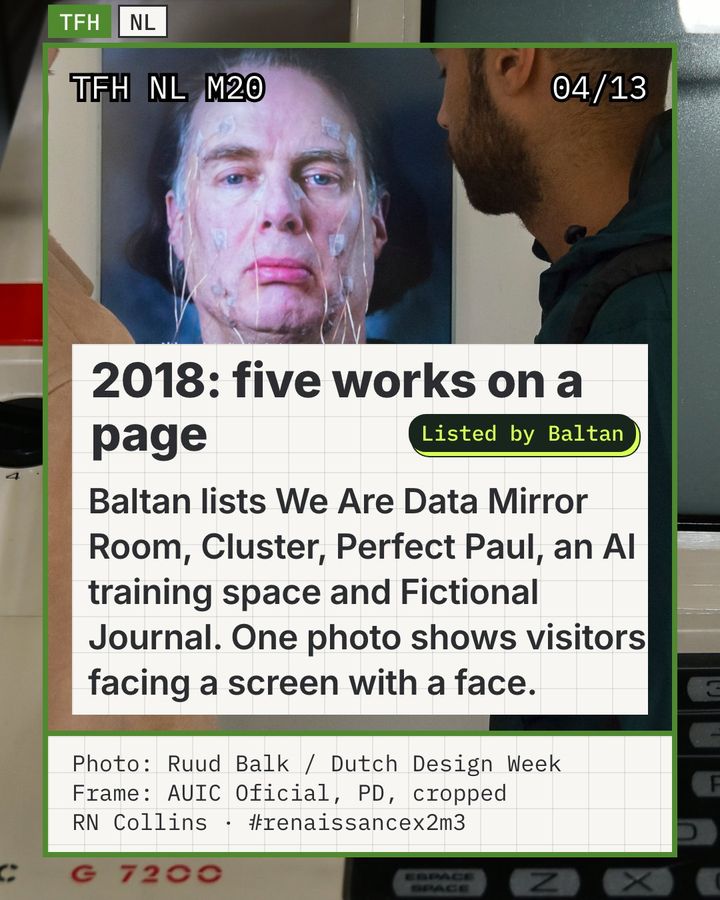 TFH NL
TFH NL M20
04/13
2018: five works on a
page
Listed by Baltan
Baltan lists We Are Data Mirror
Room, Cluster, Perfect Paul, an AI
training space and Fictional
Journal. One photo shows visitors
facing a screen with a face.
Photo: Ruud Balk / Dutch Design Week
Frame: AUIC Oficial, PD, cropped
RN Collins · #renaissancex2m3
G 7200
ESPACE
SPACE
Z
X